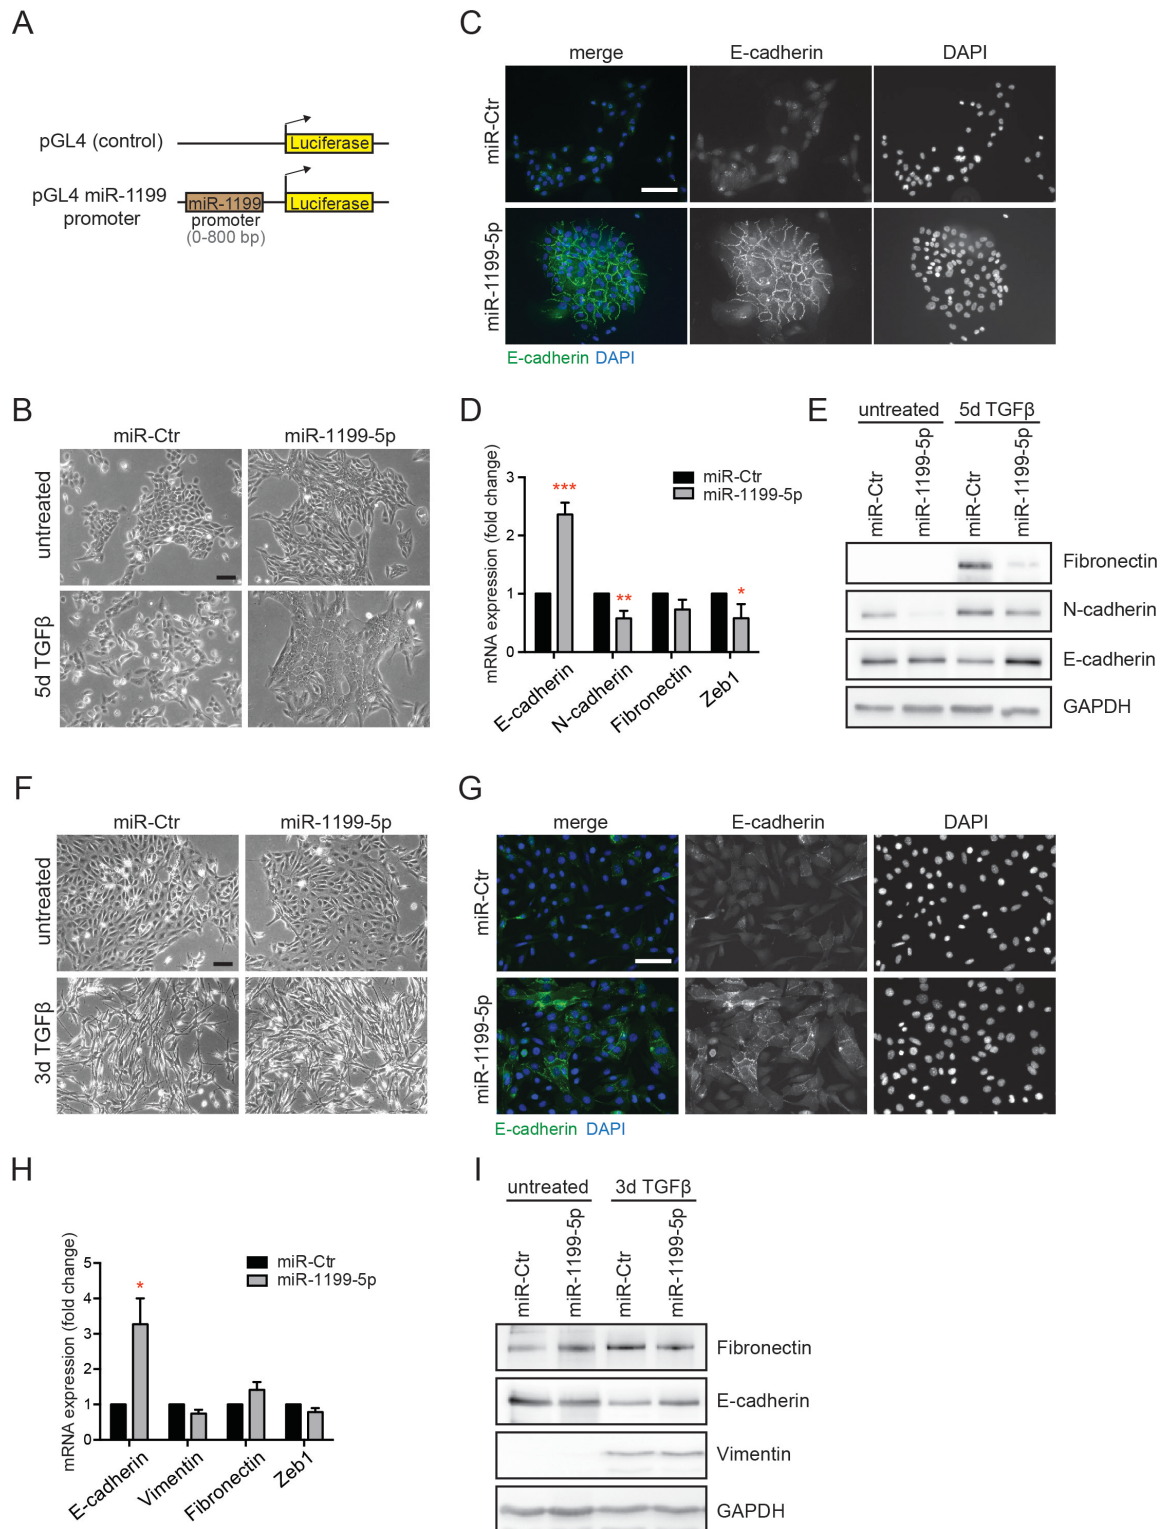 A
pGL4 (control)
Luciferase
pGL4 miR-1199
promoter
miR-1199
promoter
(0-800 bp)
Luciferase
C
merge
E-cadherin
DAPI
miR-Ctr
miR-1199-5p
E-cadherin DAPI
B
miR-Ctr
miR-1199-5p
untreated
5d TGFβ
D
mRNA expression (fold change)
3
2
1
0
***
**
*
miR-Ctr
miR-1199-5p
E-cadherin
N-cadherin
Fibronectin
Zeb1
E
untreated
5d TGFβ
miR-Ctr
miR-1199-5p
miR-Ctr
miR-1199-5p
Fibronectin
N-cadherin
E-cadherin
GAPDH
F
miR-Ctr
miR-1199-5p
untreated
3d TGFβ
G
merge
E-cadherin
DAPI
miR-Ctr
miR-1199-5p
E-cadherin DAPI
H
mRNA expression (fold change)
5
4
3
2
1
0
*
miR-Ctr
miR-1199-5p
E-cadherin
Vimentin
Fibronectin
Zeb1
I
untreated
3d TGFβ
miR-Ctr
miR-1199-5p
miR-Ctr
miR-1199-5p
Fibronectin
E-cadherin
Vimentin
GAPDH